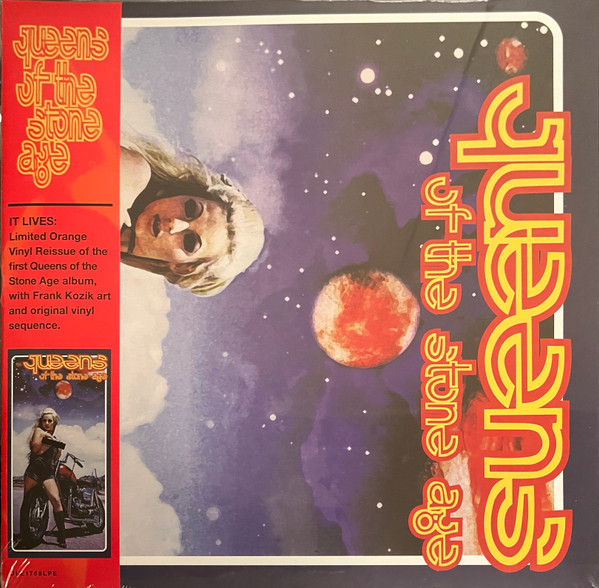 queens
of the
stone
age
IT LIVES:
Limited Orange
Vinyl Reissue of the
first Queens of the
Stone Age album,
with Frank Kozik art
and original vinyl
sequence.
queens
of the stone age
queens
of the stone age